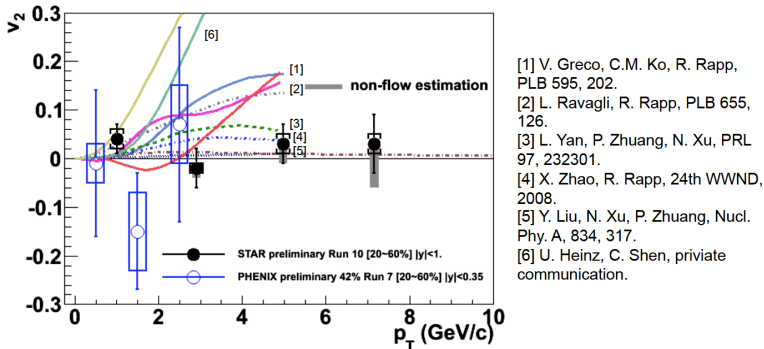 v2
0.3
0.2
0.1
0
-0.1
-0.2
-0.3
[6]
[1]
[2]
[3]
[4]
[5]
non-flow estimation
STAR preliminary Run 10 [20~60%] |y|<1.
PHENIX preliminary 42% Run 7 [20~60%] |y|<0.35
0 2 4 6 8 10
pT (GeV/c)
[1] V. Greco, C.M. Ko, R. Rapp,
PLB 595, 202.
[2] L. Ravagli, R. Rapp, PLB 655,
126.
[3] L. Yan, P. Zhuang, N. Xu, PRL
97, 232301.
[4] X. Zhao, R. Rapp, 24th WWND,
2008.
[5] Y. Liu, N. Xu, P. Zhuang, Nucl.
Phy. A, 834, 317.
[6] U. Heinz, C. Shen, priviate
communication.